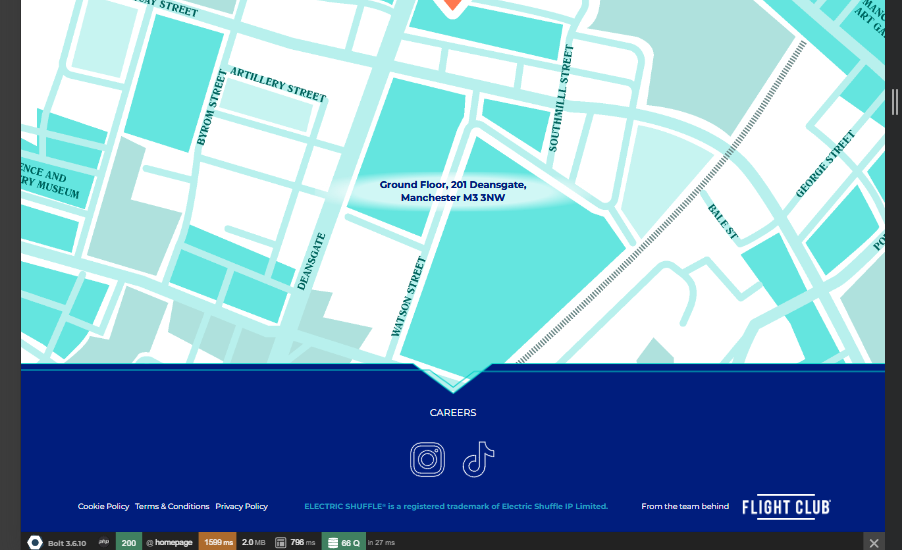 QUAY STREET
MANC
ART GA
ARTILLERY STREET
BYROM STREET
SOUTHMILLL STREET
GEORGE STREET
ENCE AND
RY MUSEUM
Ground Floor, 201 Deansgate,
Manchester M3 3NW
BALE ST
DEANSGATE
WATSON STREET
CAREERS
Cookie Policy Terms & Conditions Privacy Policy
ELECTRIC SHUFFLE® is a registered trademark of Electric Shuffle IP Limited.
From the team behind
FLIGHT CLUB
Bolt 3.6.10 php 200 @ homepage 1599 ms 2.0 MB 796 ms 66 Q in 27 ms